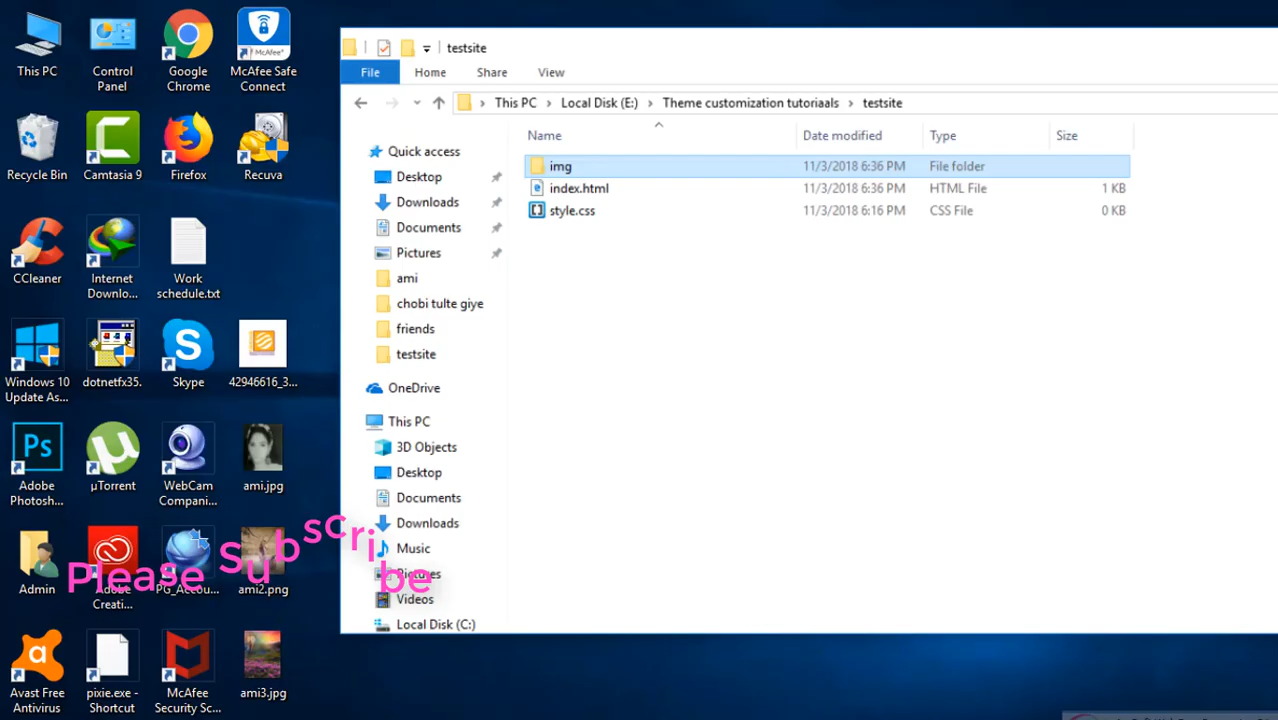 This PC
Control
Panel
Google
Chrome
McAfee
McAfee Safe
Connect
Recycle Bin
Camtasia 9
Firefox
Recuva
CCleaner
Internet
Downlo...
Work
schedule.txt
Windows 10
Update As...
dotnetfx35.
Skype
42946616_3...
Ps
Adobe
Photosh...
µTorrent
WebCam
Compani...
ami.jpg
Admin
Adobe
Creati...
PG_Accou...
ami2.png
Please Subscribe
Avast Free
Antivirus
pixie.exe -
Shortcut
McAfee
Security Sc...
ami3.jpg
testsite
File
Home
Share
View
This PC > Local Disk (E:) > Theme customization tutoriaals > testsite
Name
Date modified
Type
Size
img
11/3/2018 6:36 PM
File folder
index.html
11/3/2018 6:36 PM
HTML File
1 KB
style.css
11/3/2018 6:16 PM
CSS File
0 KB
Quick access
Desktop
Downloads
Documents
Pictures
ami
chobi tulte giye
friends
testsite
OneDrive
This PC
3D Objects
Desktop
Documents
Downloads
Music
Pictures
Videos
Local Disk (C:)